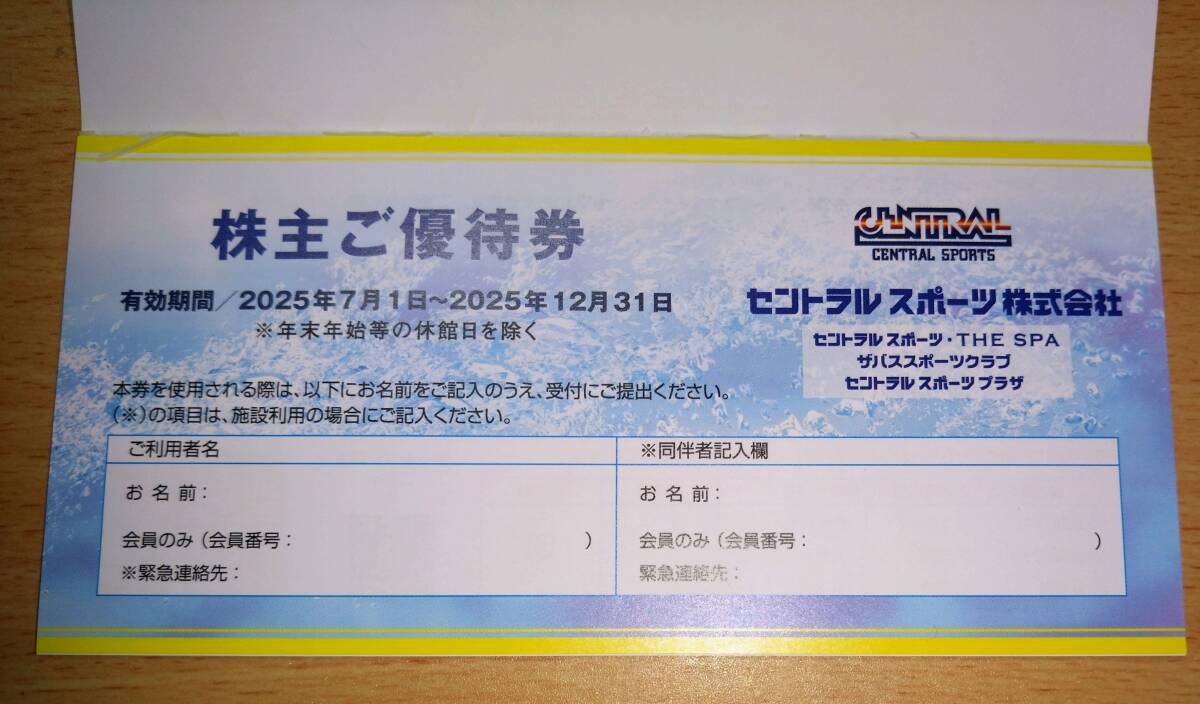 株主ご優待券
有効期間／2025年7月1日～2025年12月31日
※年末年始等の休館日を除く
CENTRAL
CENTRAL SPORTS
セントラルスポーツ株式会社
セントラルスポーツ・THE SPA
ザバススポーツクラブ
セントラルスポーツプラザ
本券を使用される際は、以下にお名前をご記入のうえ、受付にご提出ください。
（※）の項目は、施設利用の場合にご記入ください。
ご利用者名
お名前：
会員のみ（会員番号：　）
※緊急連絡先：
※同伴者記入欄
お名前：
会員のみ（会員番号：　）
緊急連絡先：